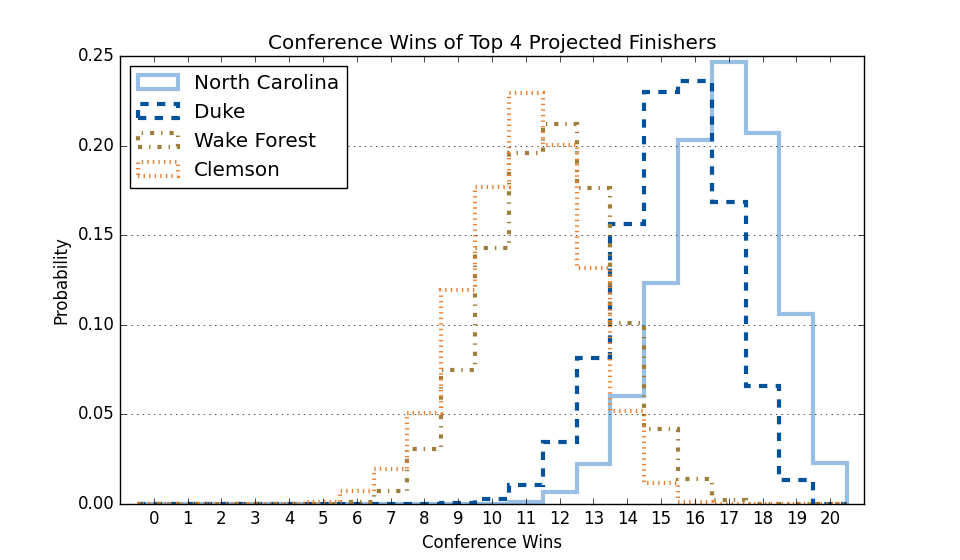 Conference Wins of Top 4 Projected Finishers
North Carolina
Duke
Wake Forest
Clemson
Probability
0.25
0.20
0.15
0.10
0.05
0.00
0 1 2 3 4 5 6 7 8 9 10 11 12 13 14 15 16 17 18 19 20
Conference Wins